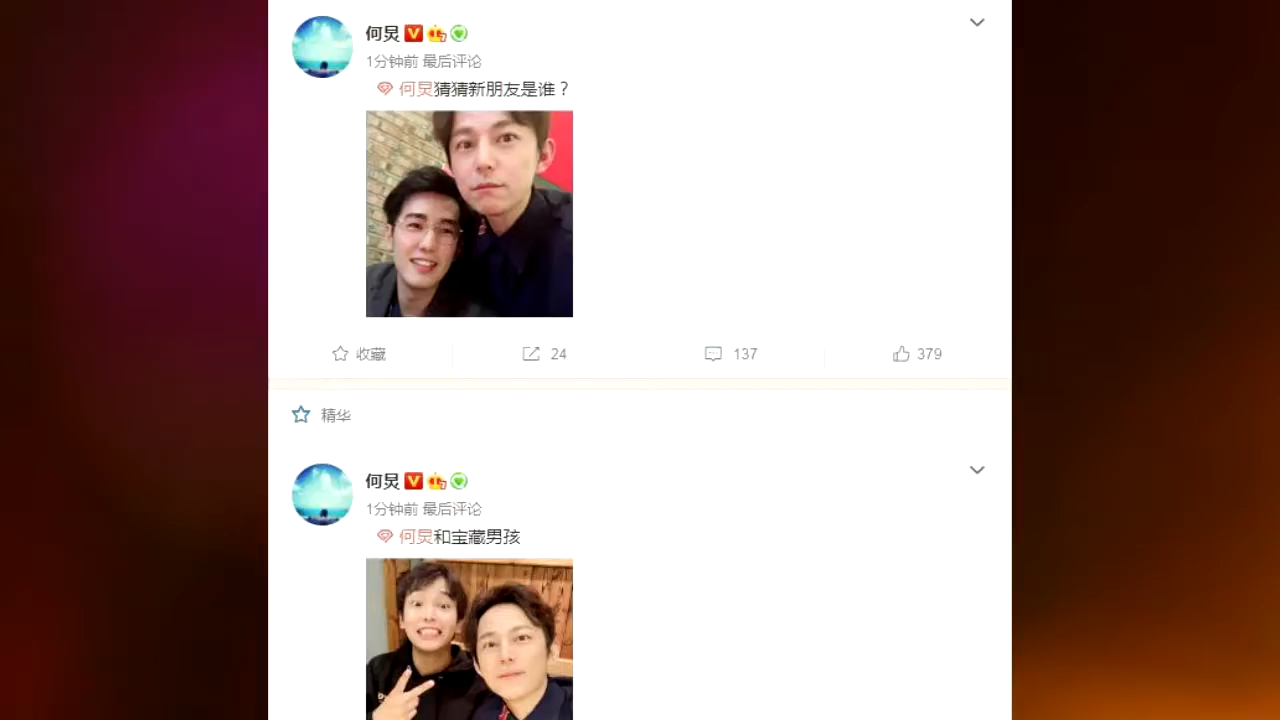 何炅
1分钟前 最后评论
何炅猜猜新朋友是谁？
收藏
24
137
379
精华
何炅
1分钟前 最后评论
何炅和宝藏男孩